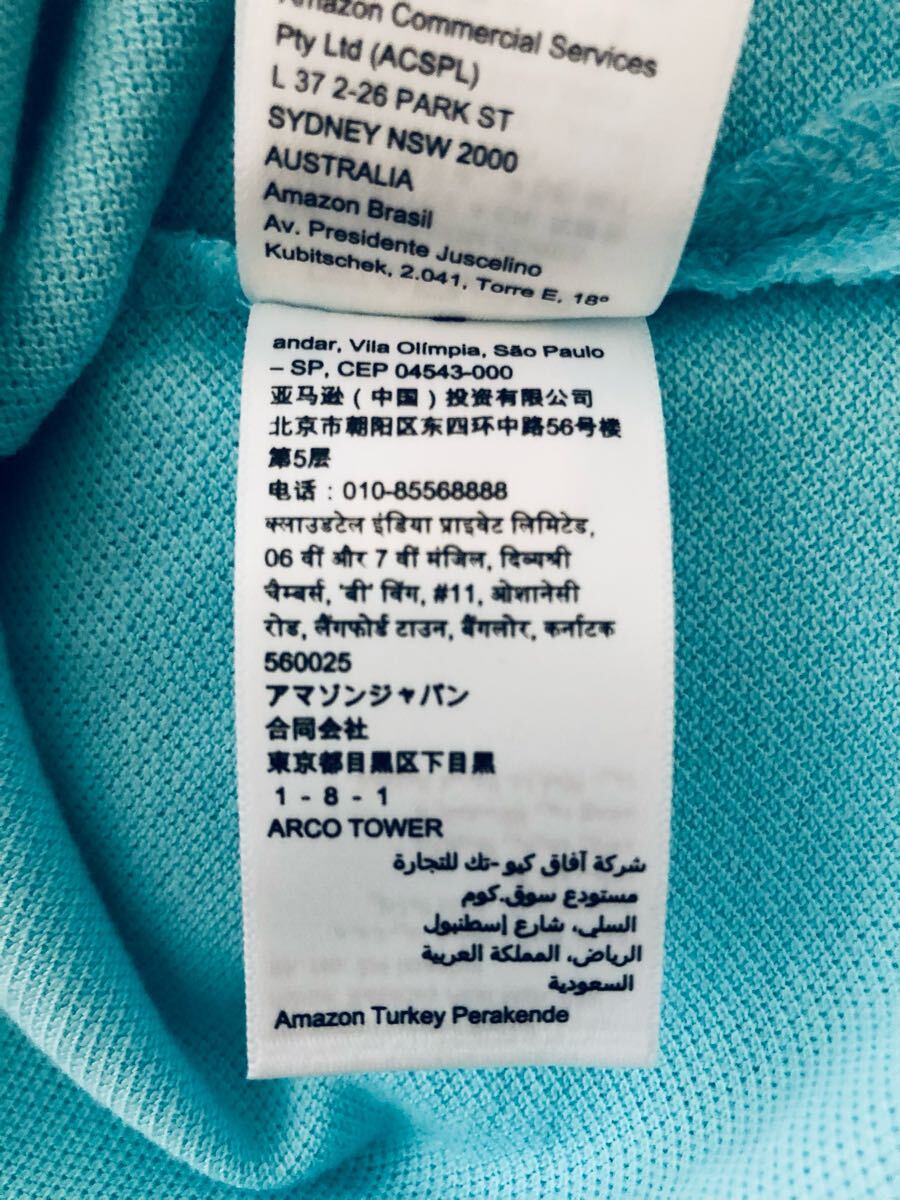 Amazon Commercial Services
Pty Ltd (ACSPL)
L 37 2-26 PARK ST
SYDNEY NSW 2000
AUSTRALIA
Amazon Brasil
Av. Presidente Juscelino
Kubitschek, 2.041, Torre E, 18º
andar, Vila Olímpia, São Paulo
– SP, CEP 04543-000
亚马逊（中国）投资有限公司
北京市朝阳区东四环中路56号楼
第5层
电话：010-85568888
क्लाउडटेल इंडिया प्राइवेट लिमिटेड,
06 वीं और 7 वीं मंजिल, दिव्यश्री
चैम्बर्स, 'बी' विंग, #11, ओशानेसी
रोड, लैंगफोर्ड टाउन, बैंगलोर, कर्नाटक
560025
アマゾンジャパン
合同会社
東京都目黒区下目黒
1 - 8 - 1
ARCO TOWER
شركة آفاق كيو-تك للتجارة
مستودع سوق.كوم
السلي، شارع إسطنبول
الرياض، المملكة العربية
السعودية
Amazon Turkey Perakende